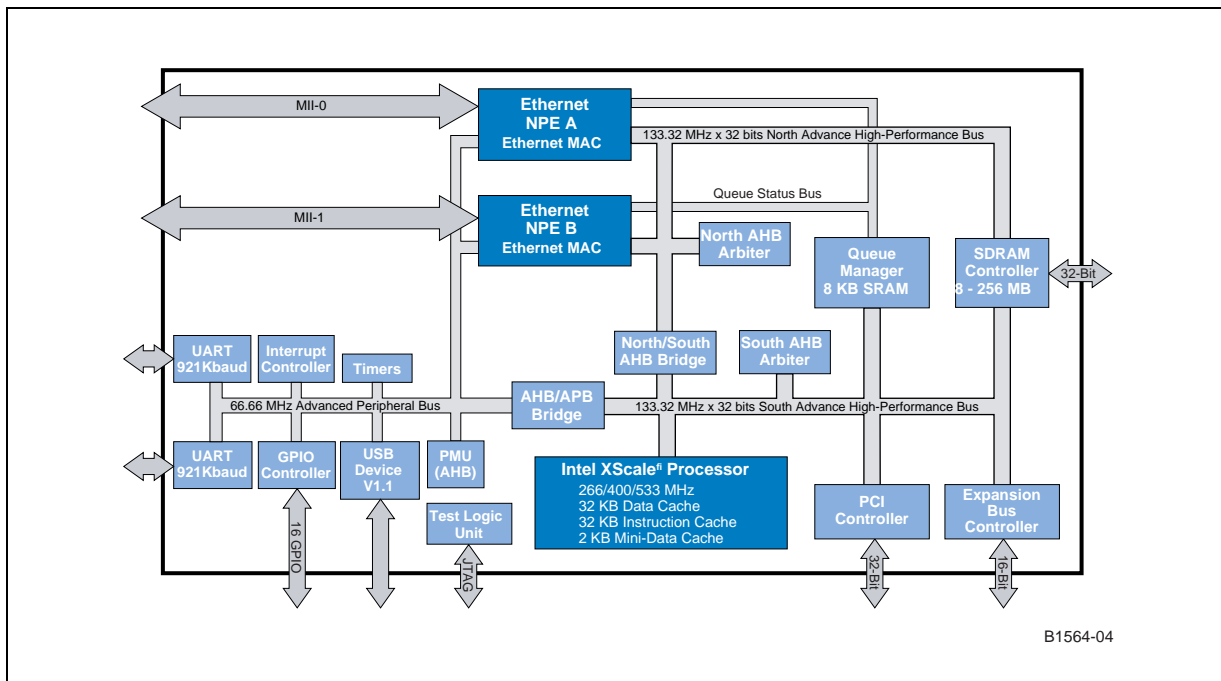 MII-0
Ethernet
NPE A
Ethernet MAC
133.32 MHz x 32 bits North Advance High-Performance Bus
Queue Status Bus
MII-1
Ethernet
NPE B
Ethernet MAC
North AHB
Arbiter
Queue
Manager
8 KB SRAM
SDRAM
Controller
8 - 256 MB
32-Bit
UART
921Kbaud
Interrupt
Controller
Timers
North/South
AHB Bridge
South AHB
Arbiter
66.66 MHz Advanced Peripheral Bus
AHB/APB
Bridge
133.32 MHz x 32 bits South Advance High-Performance Bus
UART
921Kbaud
GPIO
Controller
USB
Device
V1.1
PMU
(AHB)
Intel XScaleﬁ Processor
266/400/533 MHz
32 KB Data Cache
32 KB Instruction Cache
2 KB Mini-Data Cache
PCI
Controller
Expansion
Bus
Controller
Test Logic
Unit
16 GPIO
JTAG
32-Bit
16-Bit
B1564-04